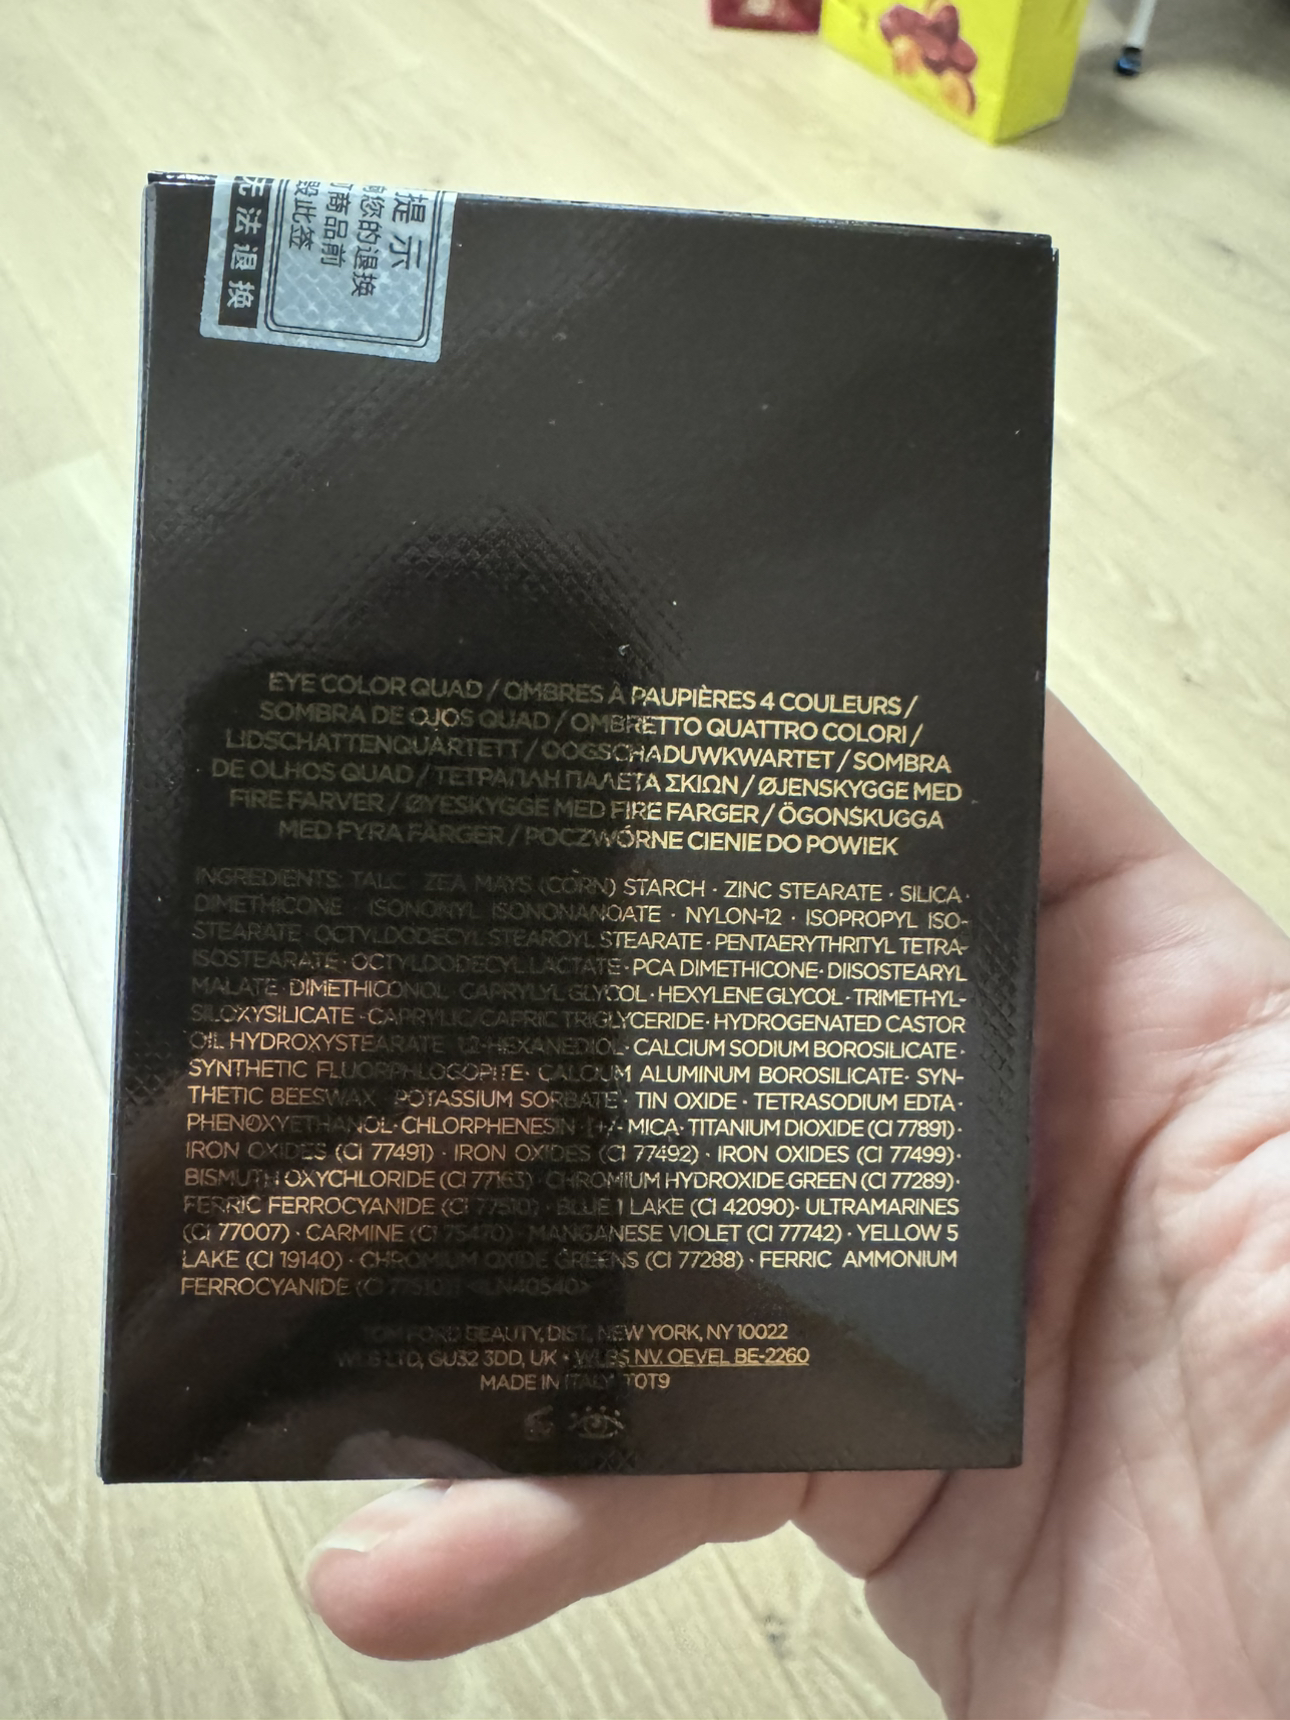 提示
您的退换
商品前
毁此签
无法退换
EYE COLOR QUAD / OMBRES À PAUPIÈRES 4 COULEURS /
SOMBRA DE OJOS QUAD / OMBRETTO QUATTRO COLORI /
LIDSCHATTENQUARTETT / OOGSCHADUWKWARTET / SOMBRA
DE OLHOS QUAD / ΤΕΤΡΑΠΛΗ ΠΑΛΕΤΑ ΣΚΙΩΝ / ØJENSKYGGE MED
FIRE FARVER / ØYESKYGGE MED FIRE FARGER / ÖGONSKUGGA
MED FYRA FÄRGER / POCZWÓRNE CIENIE DO POWIEK
INGREDIENTS: TALC · ZEA MAYS (CORN) STARCH · ZINC STEARATE · SILICA ·
DIMETHICONE · ISONONYL ISONONANOATE · NYLON-12 · ISOPROPYL ISO-
STEARATE · OCTYLDODECYL STEAROYL STEARATE · PENTAERYTHRITYL TETRA-
ISOSTEARATE · OCTYLDODECYL LACTATE · PCA DIMETHICONE · DIISOSTEARYL
MALATE · DIMETHICONOL · CAPRYLYL GLYCOL · HEXYLENE GLYCOL · TRIMETHYL-
SILOXYSILICATE · CAPRYLIC/CAPRIC TRIGLYCERIDE · HYDROGENATED CASTOR
OIL HYDROXYSTEARATE · 1,2-HEXANEDIOL · CALCIUM SODIUM BOROSILICATE ·
SYNTHETIC FLUORPHLOGOPITE · CALCIUM ALUMINUM BOROSILICATE · SYN-
THETIC BEESWAX · POTASSIUM SORBATE · TIN OXIDE · TETRASODIUM EDTA ·
PHENOXYETHANOL · CHLORPHENESIN · [+/- MICA · TITANIUM DIOXIDE (CI 77891) ·
IRON OXIDES (CI 77491) · IRON OXIDES (CI 77492) · IRON OXIDES (CI 77499) ·
BISMUTH OXYCHLORIDE (CI 77163) · CHROMIUM HYDROXIDE GREEN (CI 77289) ·
FERRIC FERROCYANIDE (CI 77510) · BLUE 1 LAKE (CI 42090) · ULTRAMARINES
(CI 77007) · CARMINE (CI 75470) · MANGANESE VIOLET (CI 77742) · YELLOW 5
LAKE (CI 19140) · CHROMIUM OXIDE GREENS (CI 77288) · FERRIC AMMONIUM
FERROCYANIDE (CI 77510)] <ILN40540>
TOM FORD BEAUTY, DIST. NEW YORK, NY 10022
LTD, GU32 3DD, UK · NV, OEVEL BE-2260
MADE IN ITALY T0T9